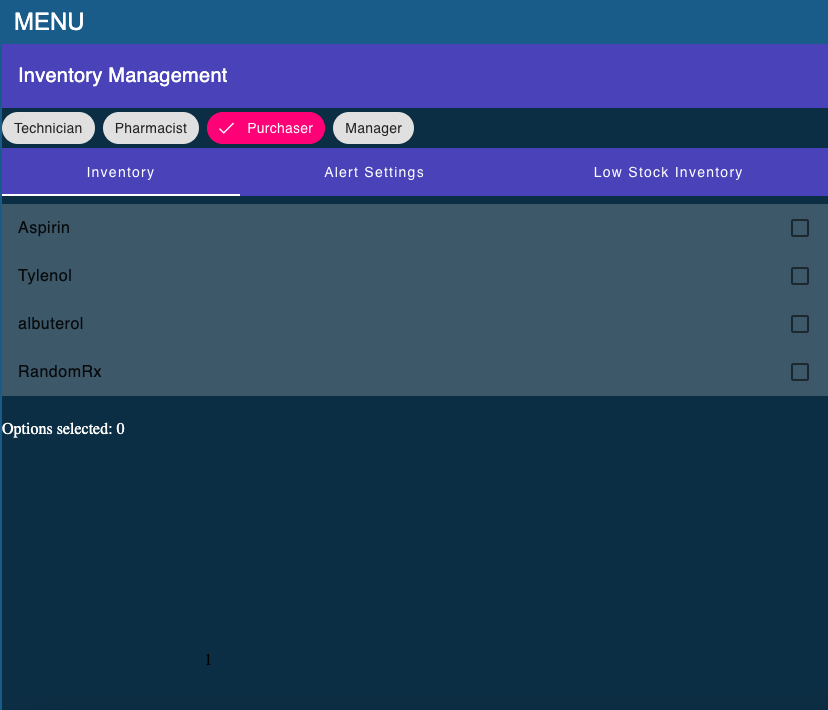 MENU
Inventory Management
Technician Pharmacist Purchaser Manager
Inventory Alert Settings Low Stock Inventory
Aspirin
Tylenol
albuterol
RandomRx
Options selected: 0
1